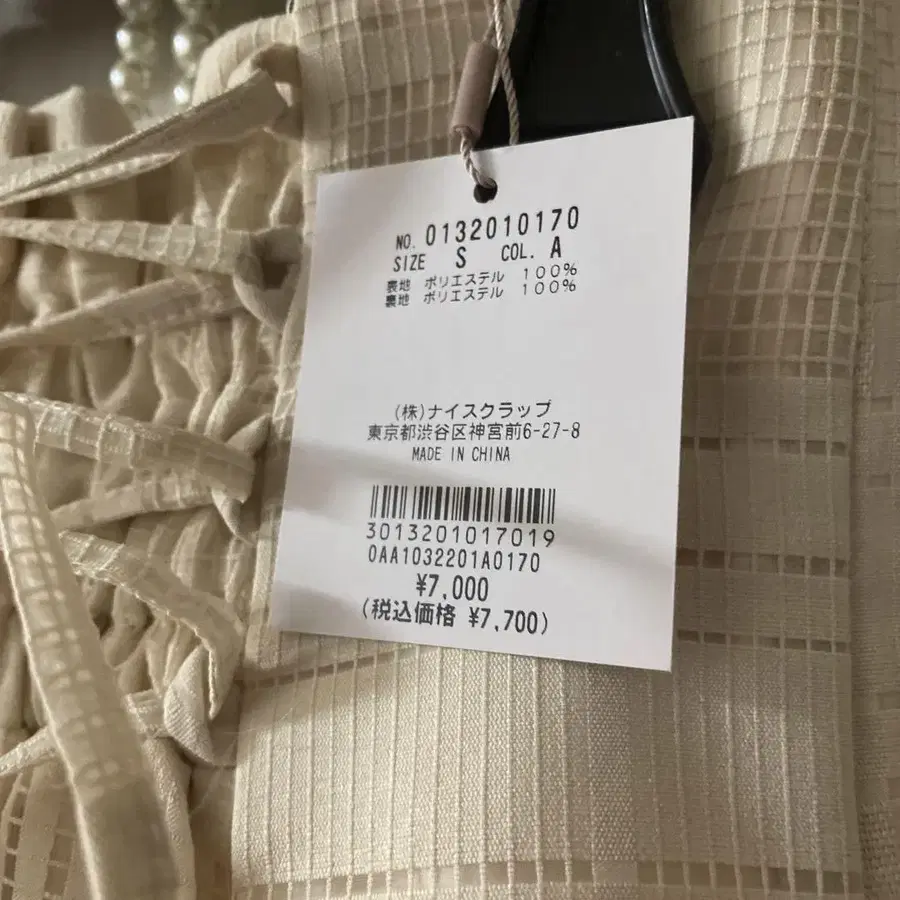 NO. 0132010170
SIZE S COL. A
表地 ポリエステル 100%
裏地 ポリエステル 100%
(株)ナイスクラップ
東京都渋谷区神宮前6-27-8
MADE IN CHINA
3013201017019
0AA1032201A0170
¥7,000
(税込価格 ¥7,700)